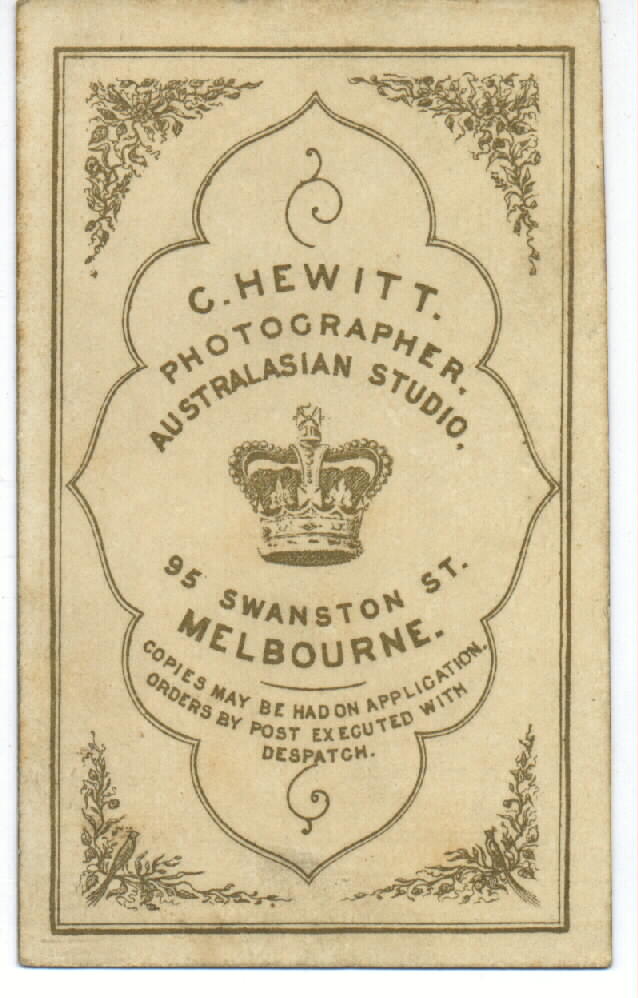 C. HEWITT.
PHOTOGRAPHER.
AUSTRALASIAN STUDIO,
95 SWANSTON ST.
MELBOURNE.
COPIES MAY BE HAD ON APPLICATION.
ORDERS BY POST EXECUTED WITH
DESPATCH.